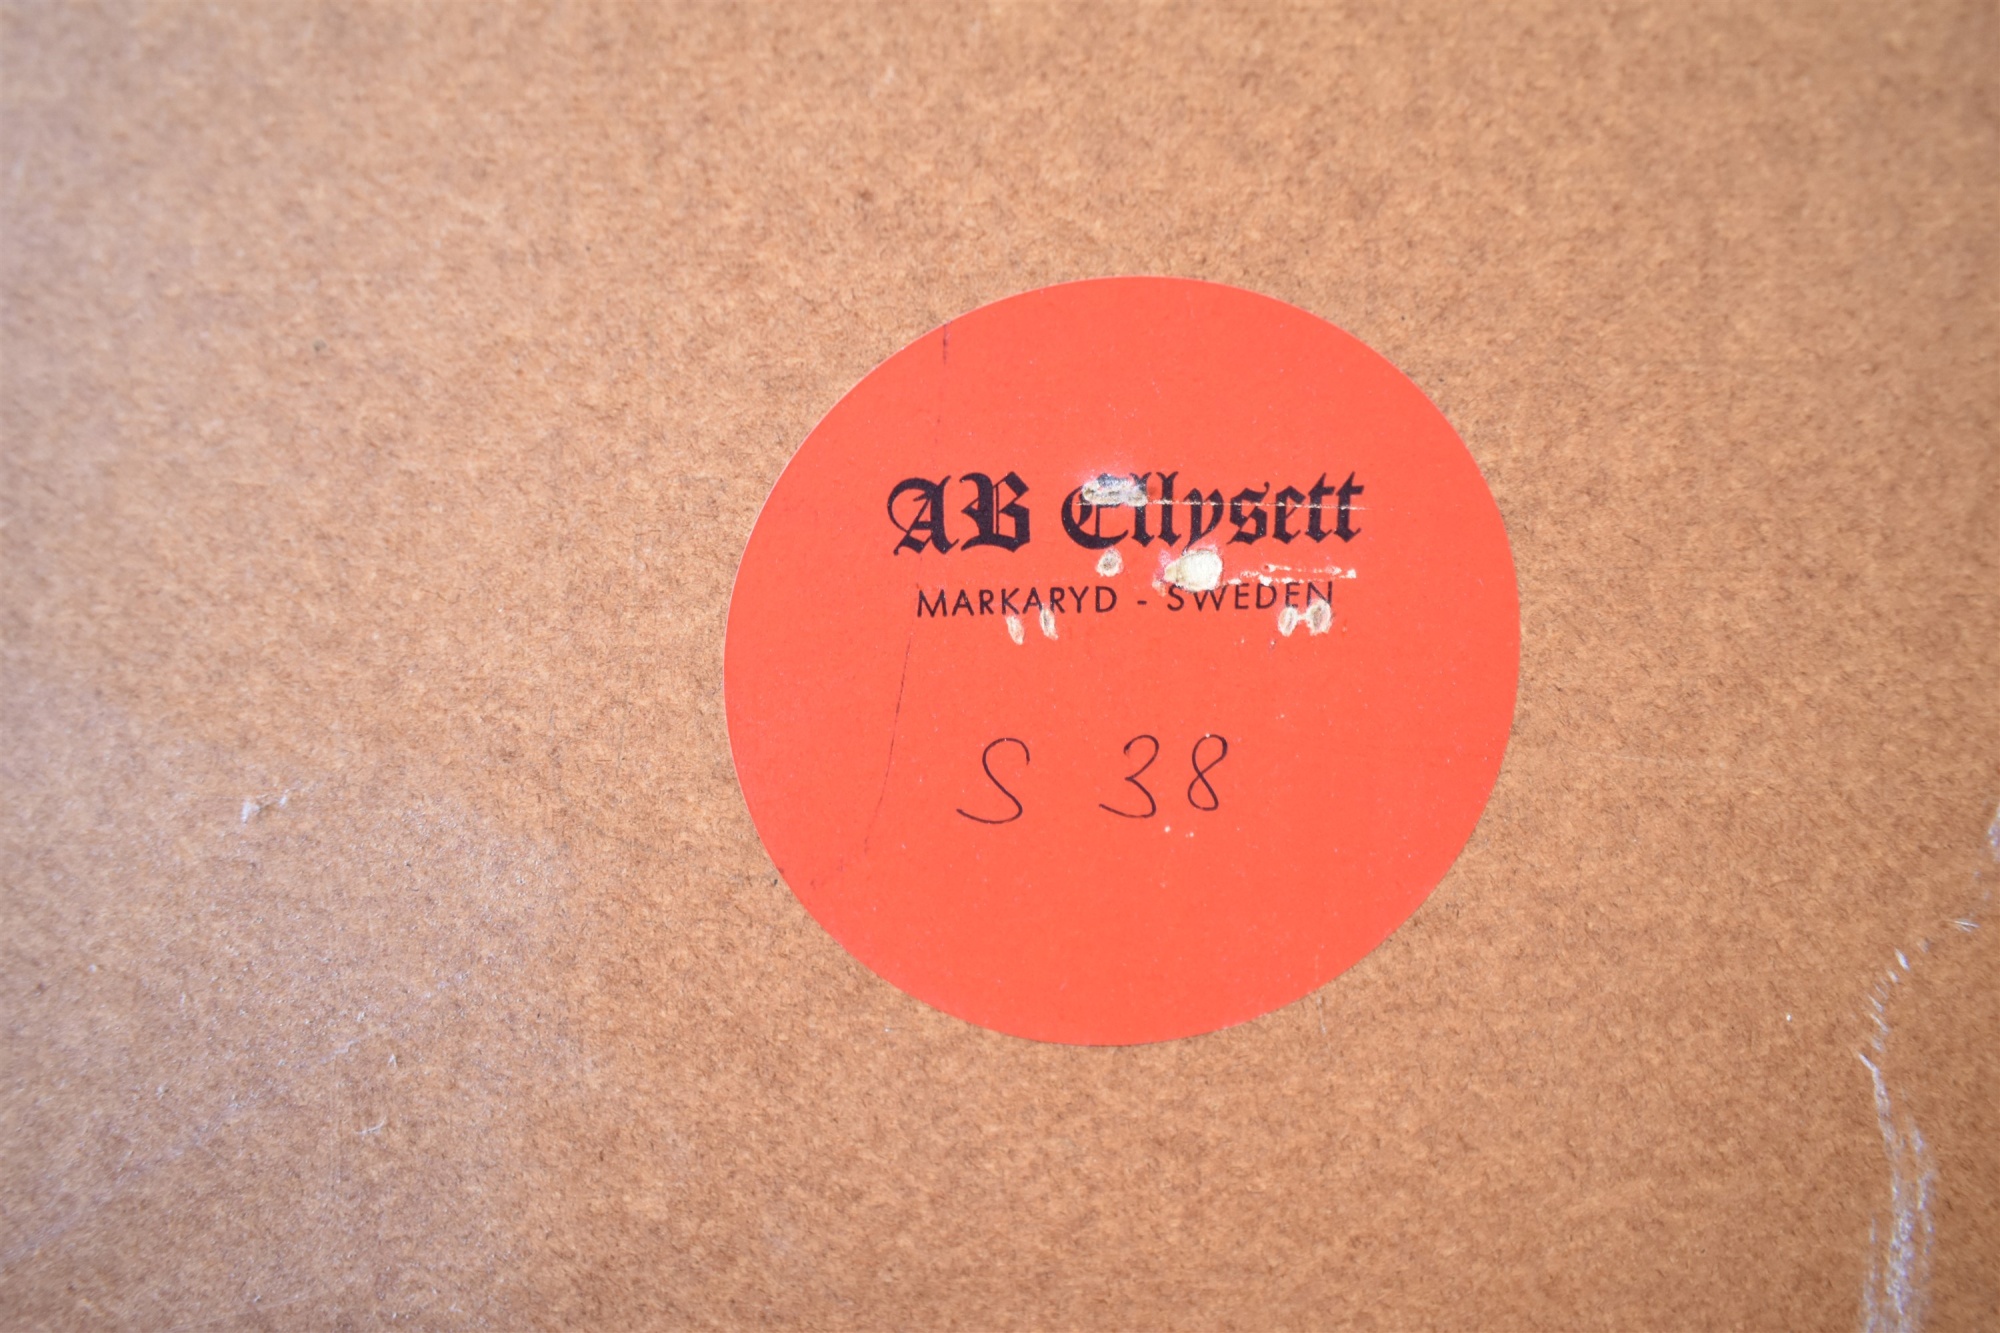 AB Ellysett
MARKARYD - SWEDEN
S 38